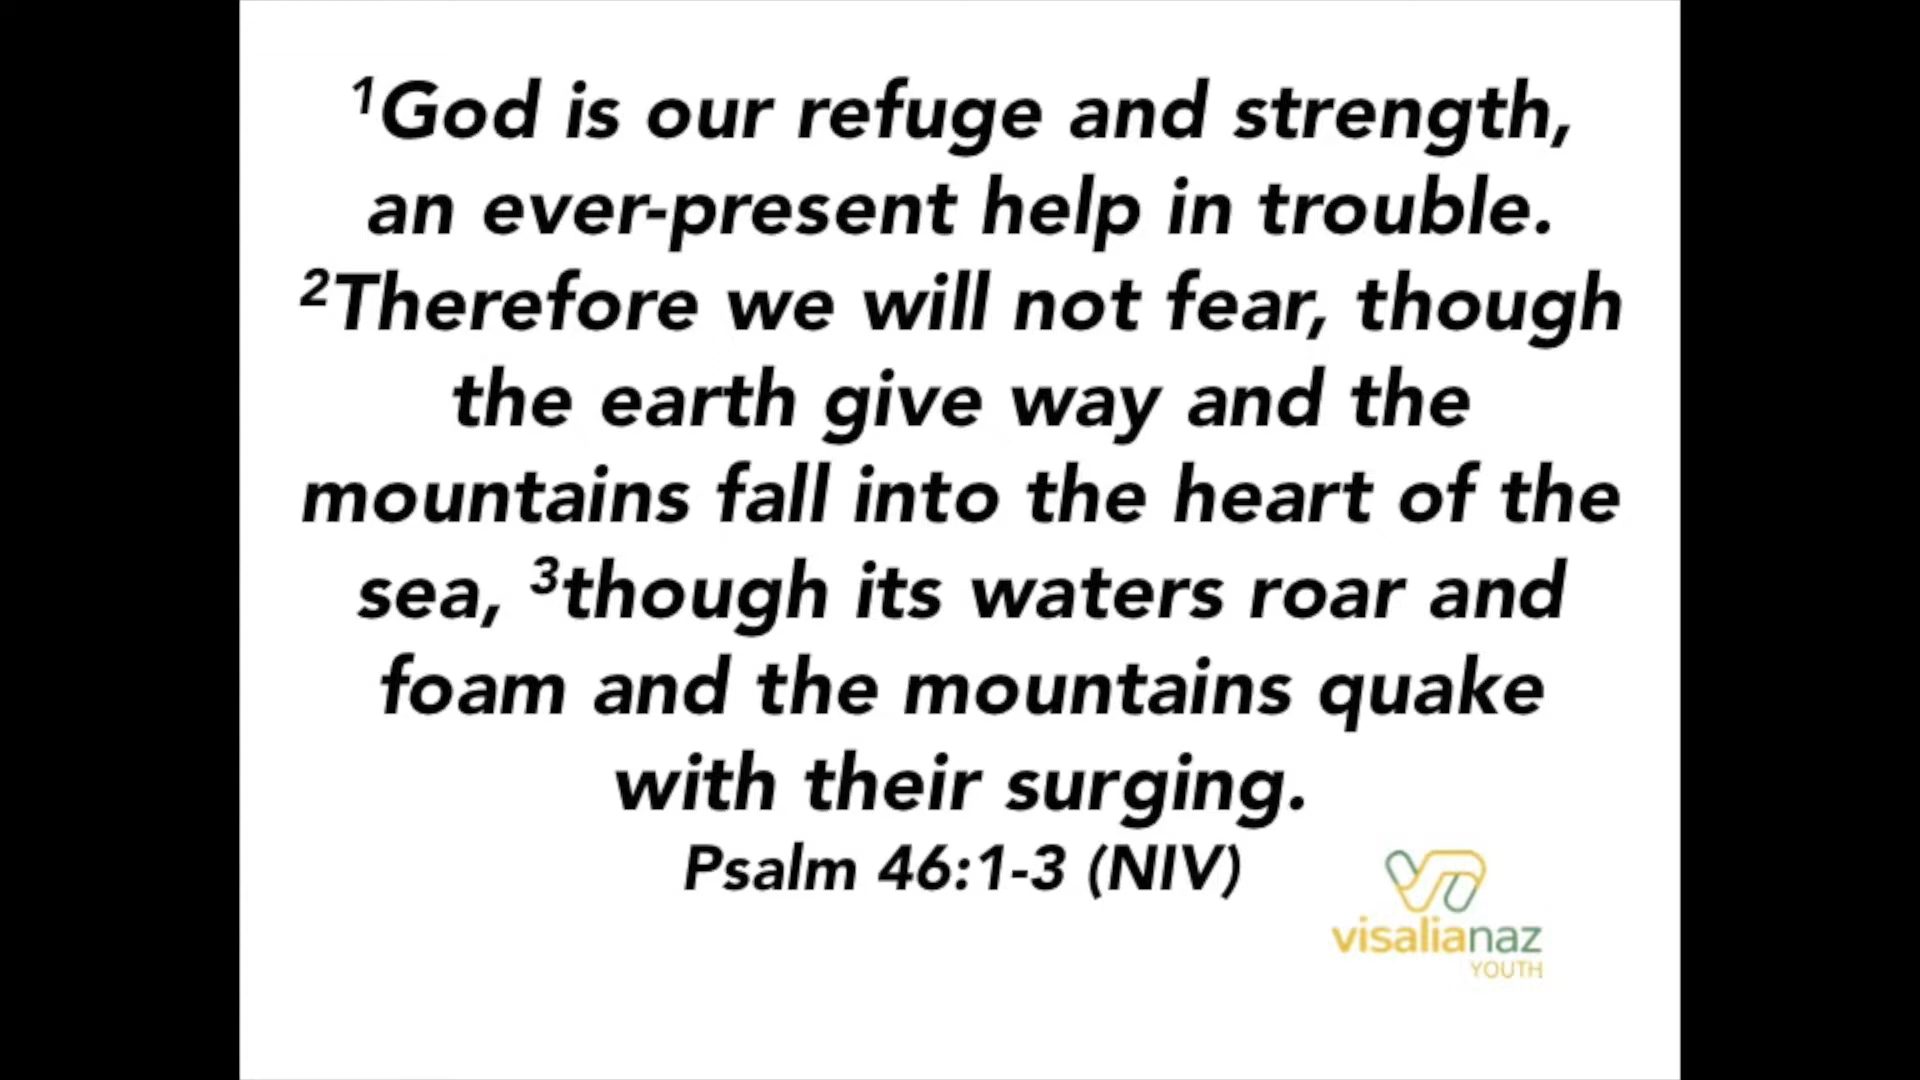 ¹God is our refuge and strength,
an ever-present help in trouble.
²Therefore we will not fear, though
the earth give way and the
mountains fall into the heart of the
sea, ³though its waters roar and
foam and the mountains quake
with their surging.
Psalm 46:1-3 (NIV)
visalianaz
YOUTH